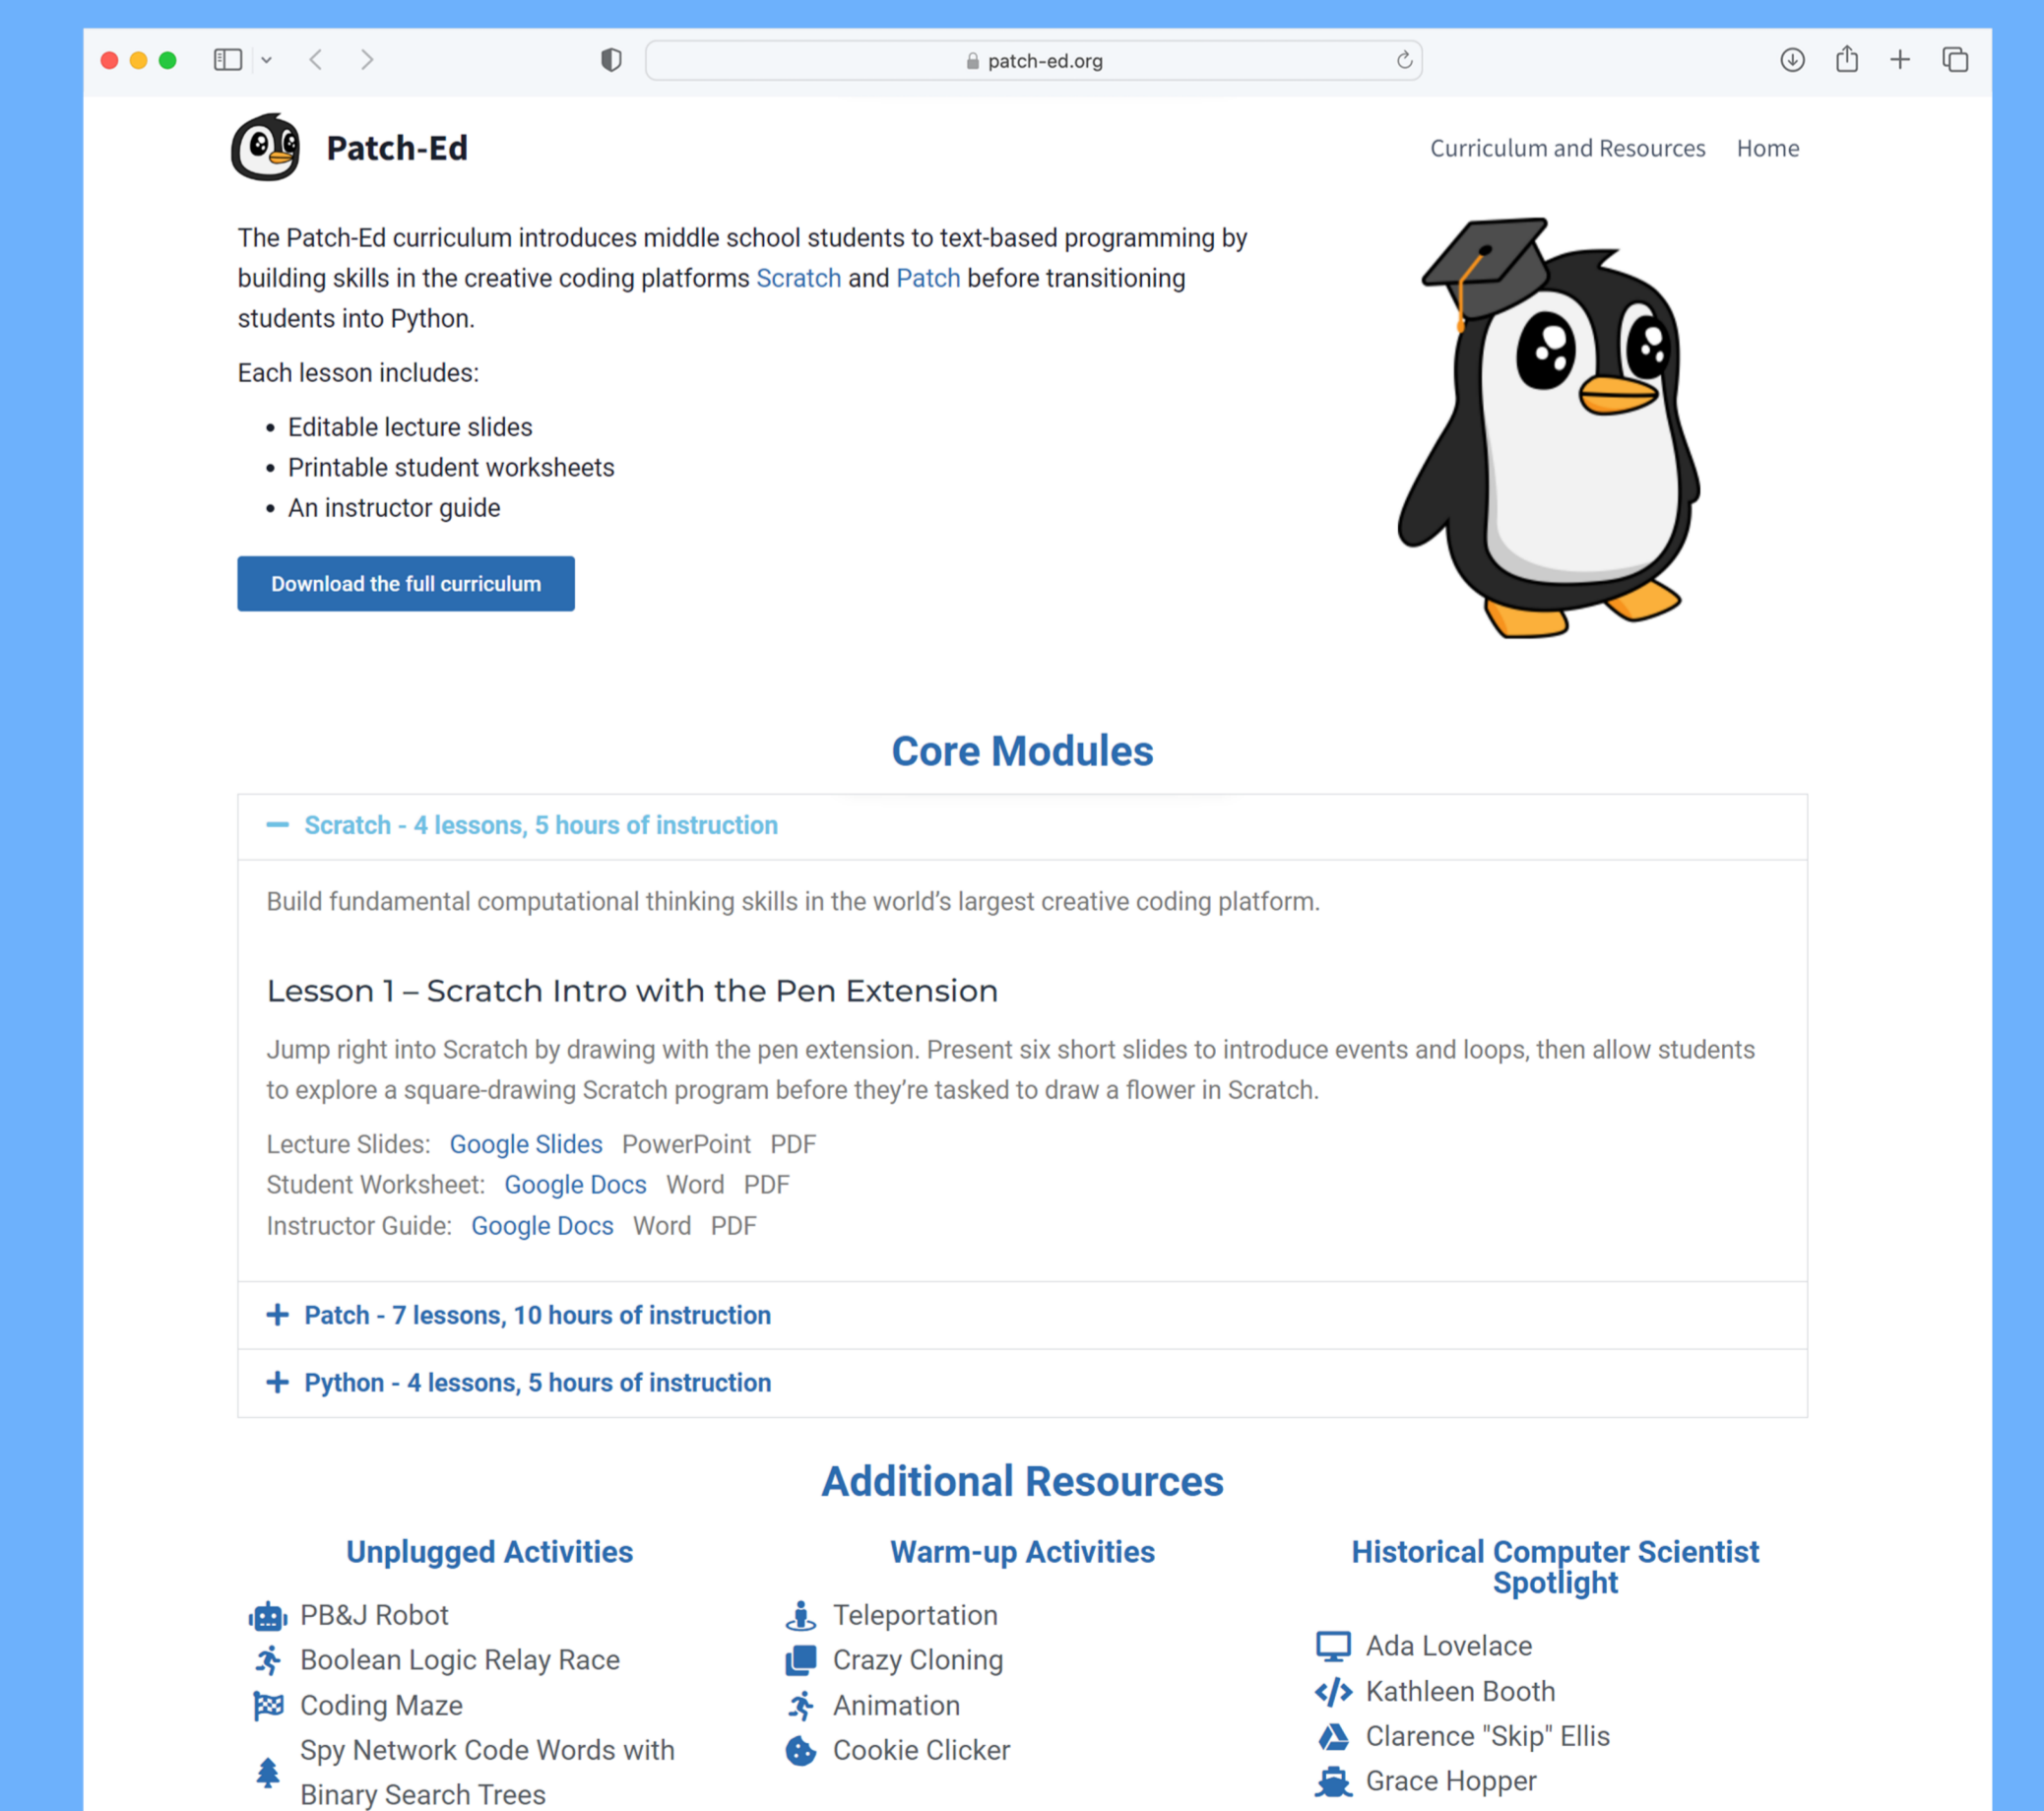 patch-ed.org
Patch-Ed
Curriculum and Resources Home
The Patch-Ed curriculum introduces middle school students to text-based programming by
building skills in the creative coding platforms Scratch and Patch before transitioning
students into Python.
Each lesson includes:
• Editable lecture slides
• Printable student worksheets
• An instructor guide
Download the full curriculum
Core Modules
Scratch - 4 lessons, 5 hours of instruction
Build fundamental computational thinking skills in the world’s largest creative coding platform.
Lesson 1 – Scratch Intro with the Pen Extension
Jump right into Scratch by drawing with the pen extension. Present six short slides to introduce events and loops, then allow students
to explore a square-drawing Scratch program before they’re tasked to draw a flower in Scratch.
Lecture Slides: Google Slides PowerPoint PDF
Student Worksheet: Google Docs Word PDF
Instructor Guide: Google Docs Word PDF
Patch - 7 lessons, 10 hours of instruction
Python - 4 lessons, 5 hours of instruction
Additional Resources
Unplugged Activities
PB&J Robot
Boolean Logic Relay Race
Coding Maze
Spy Network Code Words with
Binary Search Trees
Warm-up Activities
Teleportation
Crazy Cloning
Animation
Cookie Clicker
Historical Computer Scientist
Spotlight
Ada Lovelace
Kathleen Booth
Clarence "Skip" Ellis
Grace Hopper